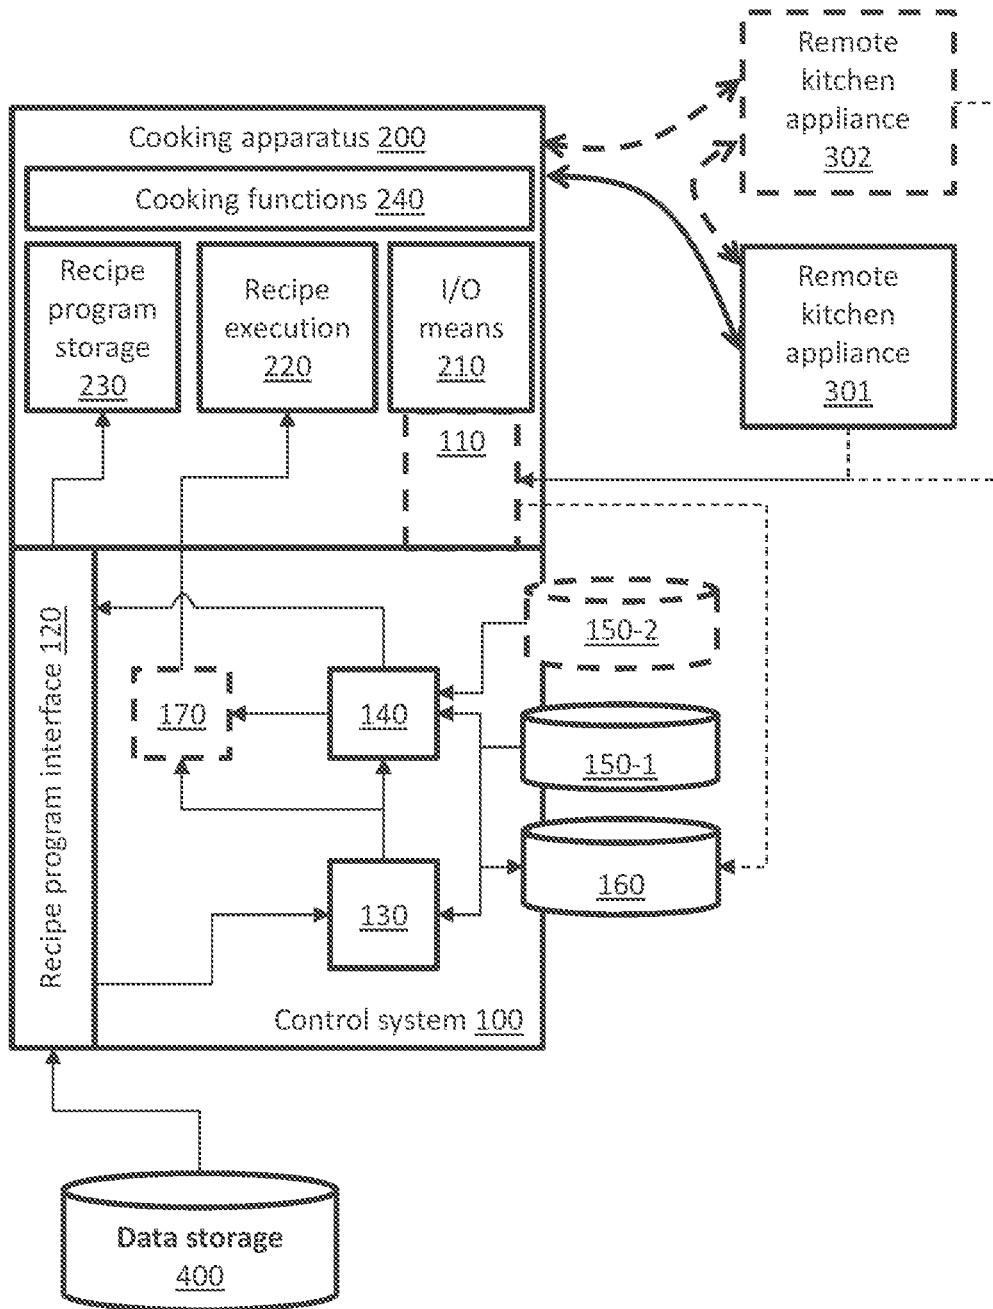 Remote
kitchen
appliance
302
Cooking apparatus 200
Cooking functions 240
Recipe
program
storage
230
Recipe
execution
220
I/O
means
210
Remote
kitchen
appliance
301
110
Recipe program interface 120
150-2
170
140
150-1
160
130
Control system 100
Data storage
400